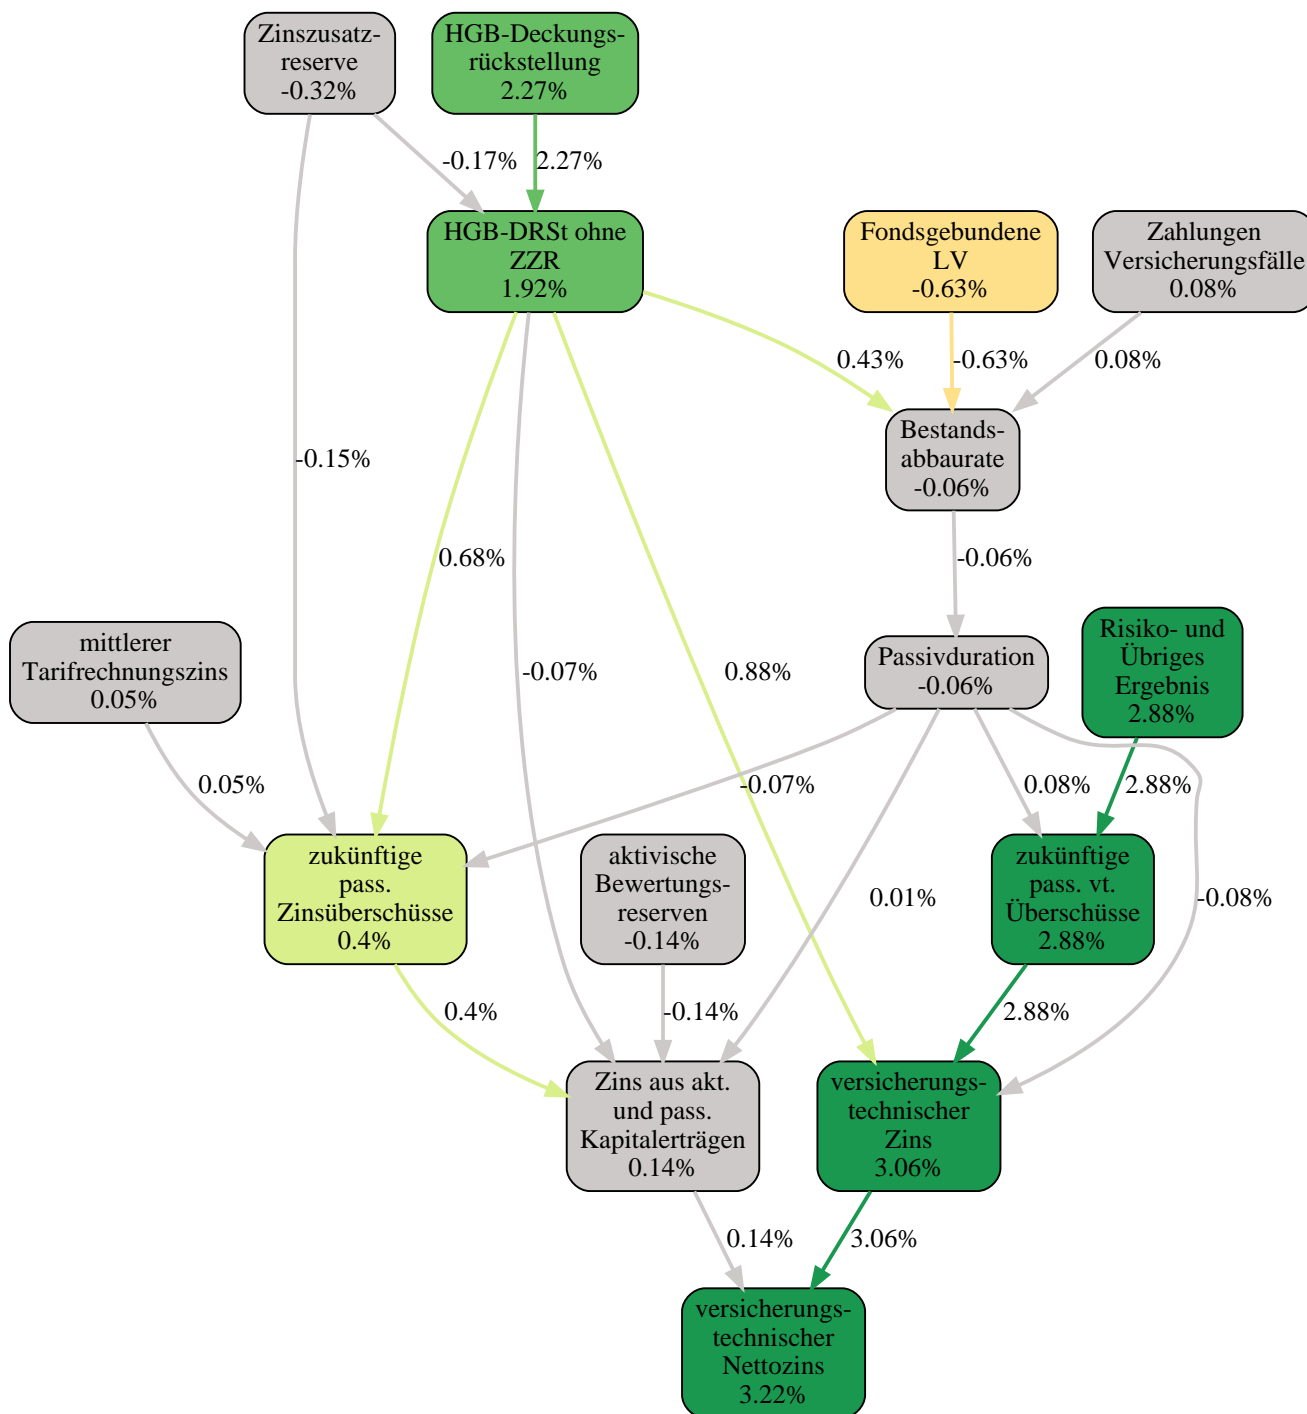 Zinszusatz-
reserve
-0.32%
HGB-Deckungs-
rückstellung
2.27%
-0.17%
2.27%
HGB-DRSt ohne
ZZR
1.92%
Fondsgebundene
LV
-0.63%
Zahlungen
Versicherungsfälle
0.08%
0.43%
-0.63%
0.08%
Bestands-
abbaurate
-0.06%
-0.15%
0.68%
-0.06%
mittlerer
Tarifrechnungszins
0.05%
-0.07%
0.88%
Passivduration
-0.06%
Risiko- und
Übriges
Ergebnis
2.88%
0.05%
-0.07%
0.08%
2.88%
zukünftige
pass.
Zinsüberschüsse
0.4%
aktivische
Bewertungs-
reserven
-0.14%
0.01%
zukünftige
pass. vt.
Überschüsse
2.88%
-0.08%
0.4%
-0.14%
2.88%
Zins aus akt.
und pass.
Kapitalerträgen
0.14%
versicherungs-
technischer
Zins
3.06%
0.14%
3.06%
versicherungs-
technischer
Nettozins
3.22%